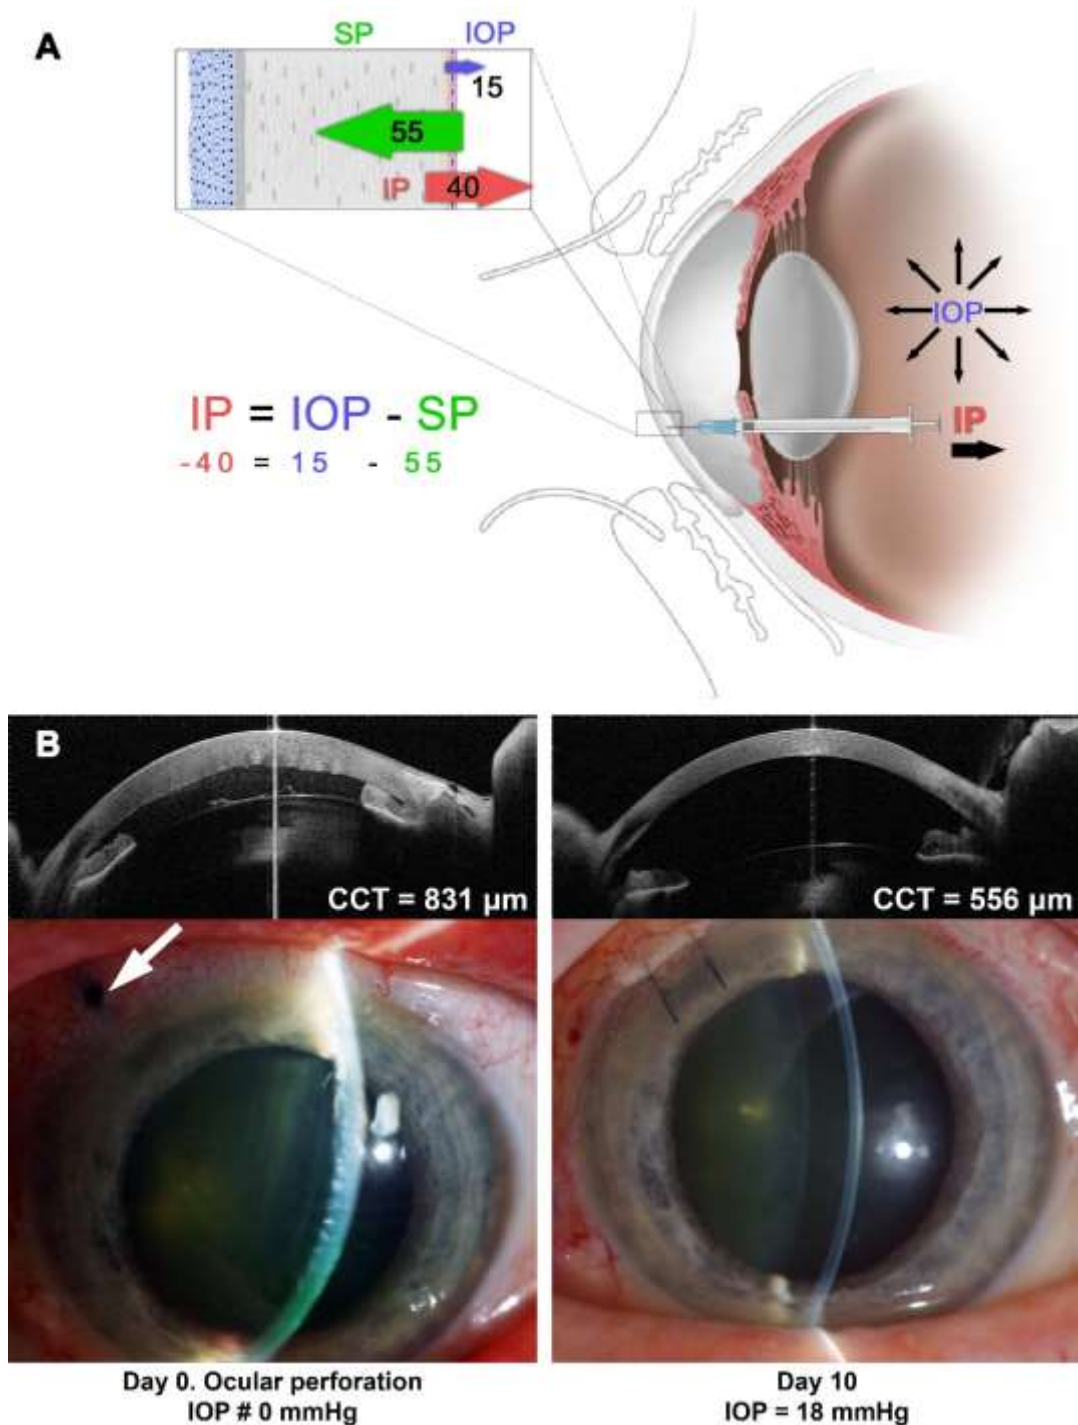 A
SP
IOP
15
55
IP
40
IOP
IP
IP = IOP - SP
-40 = 15 - 55
B
CCT = 831 µm
CCT = 556 µm
Day 0. Ocular perforation
IOP # 0 mmHg
Day 10
IOP = 18 mmHg